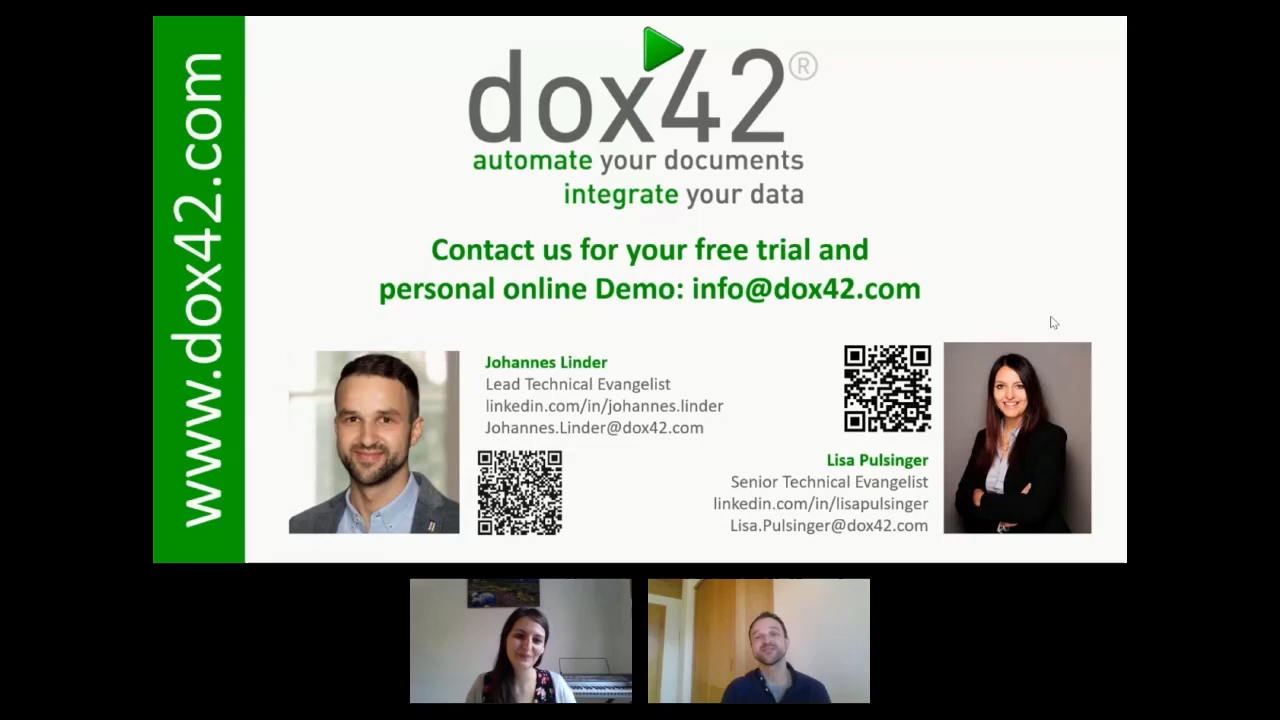 www.dox42.com
dox42®
automate your documents
integrate your data
Contact us for your free trial and
personal online Demo: info@dox42.com
Johannes Linder
Lead Technical Evangelist
linkedin.com/in/johannes.linder
Johannes.Linder@dox42.com
Lisa Pulsinger
Senior Technical Evangelist
linkedin.com/in/lisapulsinger
Lisa.Pulsinger@dox42.com